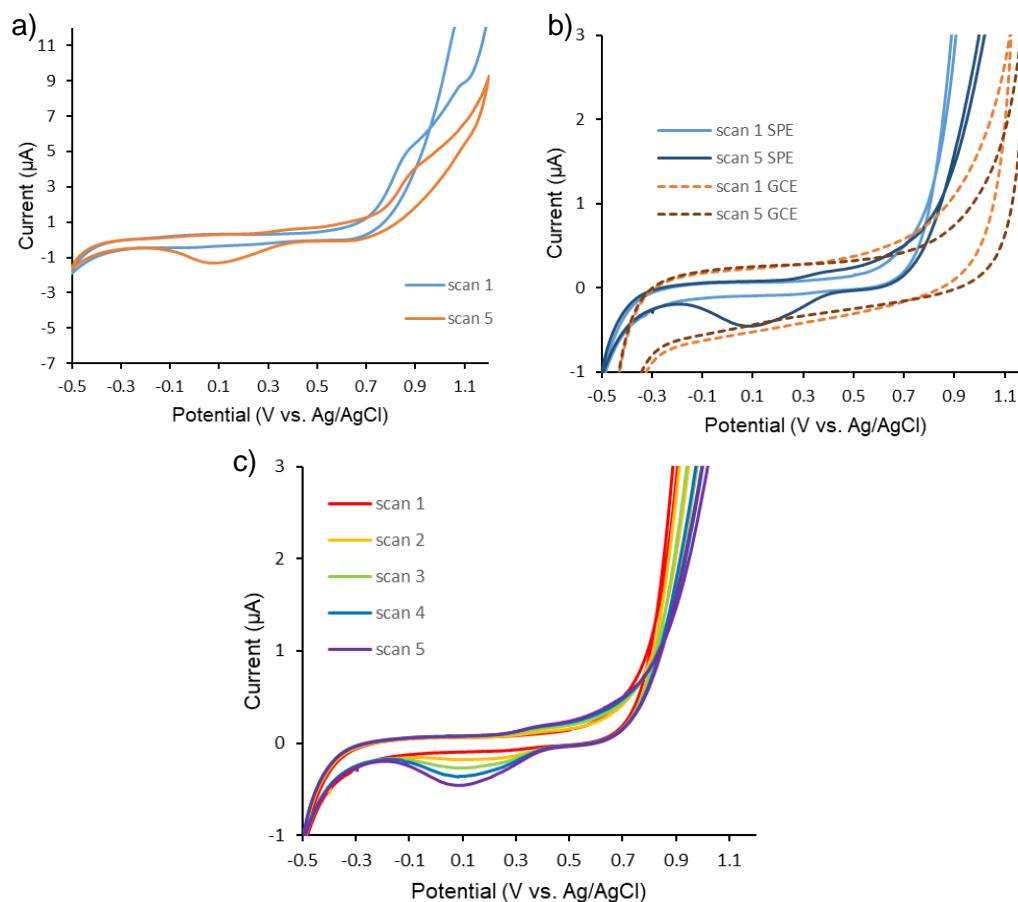 a)
11
9
7
5
3
1
-1
-3
-5
-7
Current (µA)
-0.5 -0.3 -0.1 0.1 0.3 0.5 0.7 0.9 1.1
Potential (V vs. Ag/AgCl)
scan 1
scan 5
b)
3
2
1
0
-1
Current (µA)
-0.5 -0.3 -0.1 0.1 0.3 0.5 0.7 0.9 1.1
Potential (V vs. Ag/AgCl)
scan 1 SPE
scan 5 SPE
scan 1 GCE
scan 5 GCE
c)
3
2
1
0
-1
Current (µA)
-0.5 -0.3 -0.1 0.1 0.3 0.5 0.7 0.9 1.1
Potential (V vs. Ag/AgCl)
scan 1
scan 2
scan 3
scan 4
scan 5